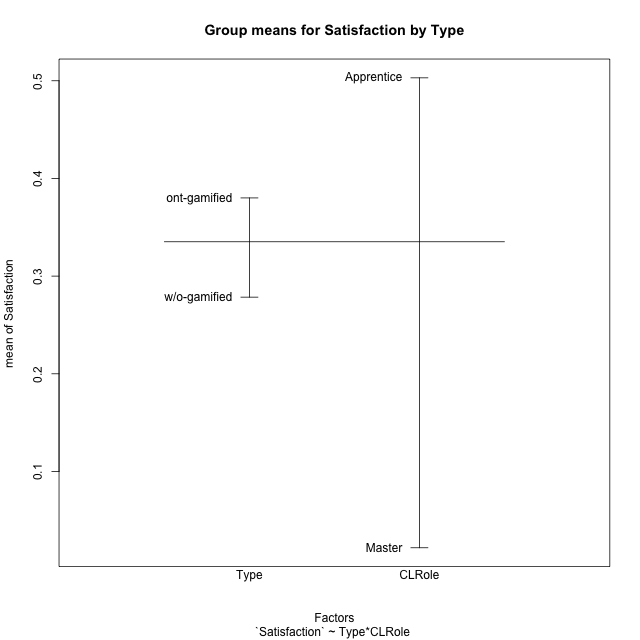 Group means for Satisfaction by Type
mean of Satisfaction
0.5
0.4
0.3
0.2
0.1
Apprentice
ont-gamified
w/o-gamified
Master
Type
CLRole
Factors
`Satisfaction` ~ Type*CLRole